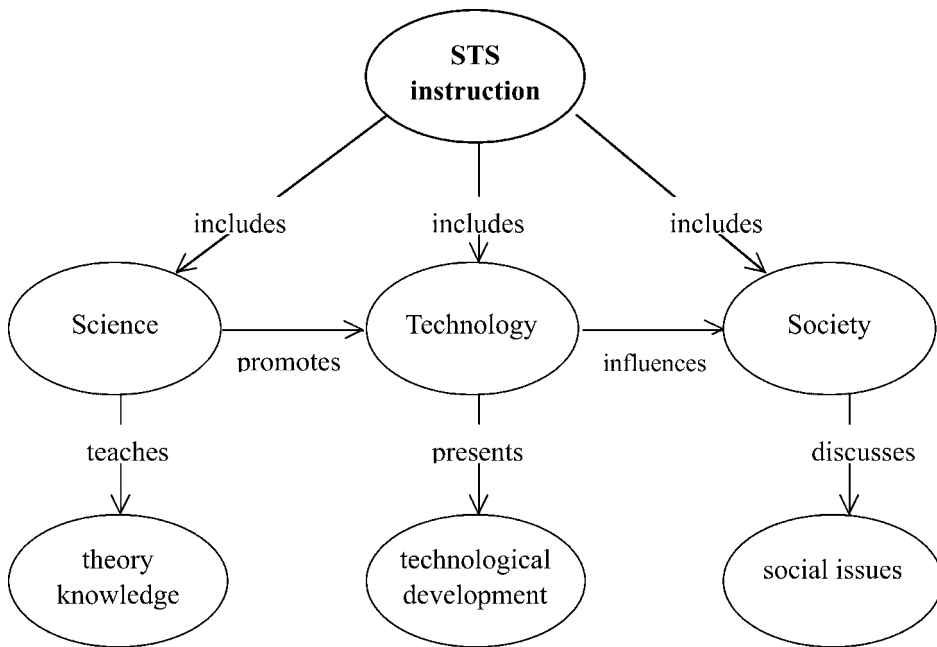 STS
instruction
includes
includes
includes
Science
Technology
Society
promotes
influences
teaches
presents
discusses
theory
knowledge
technological
development
social issues